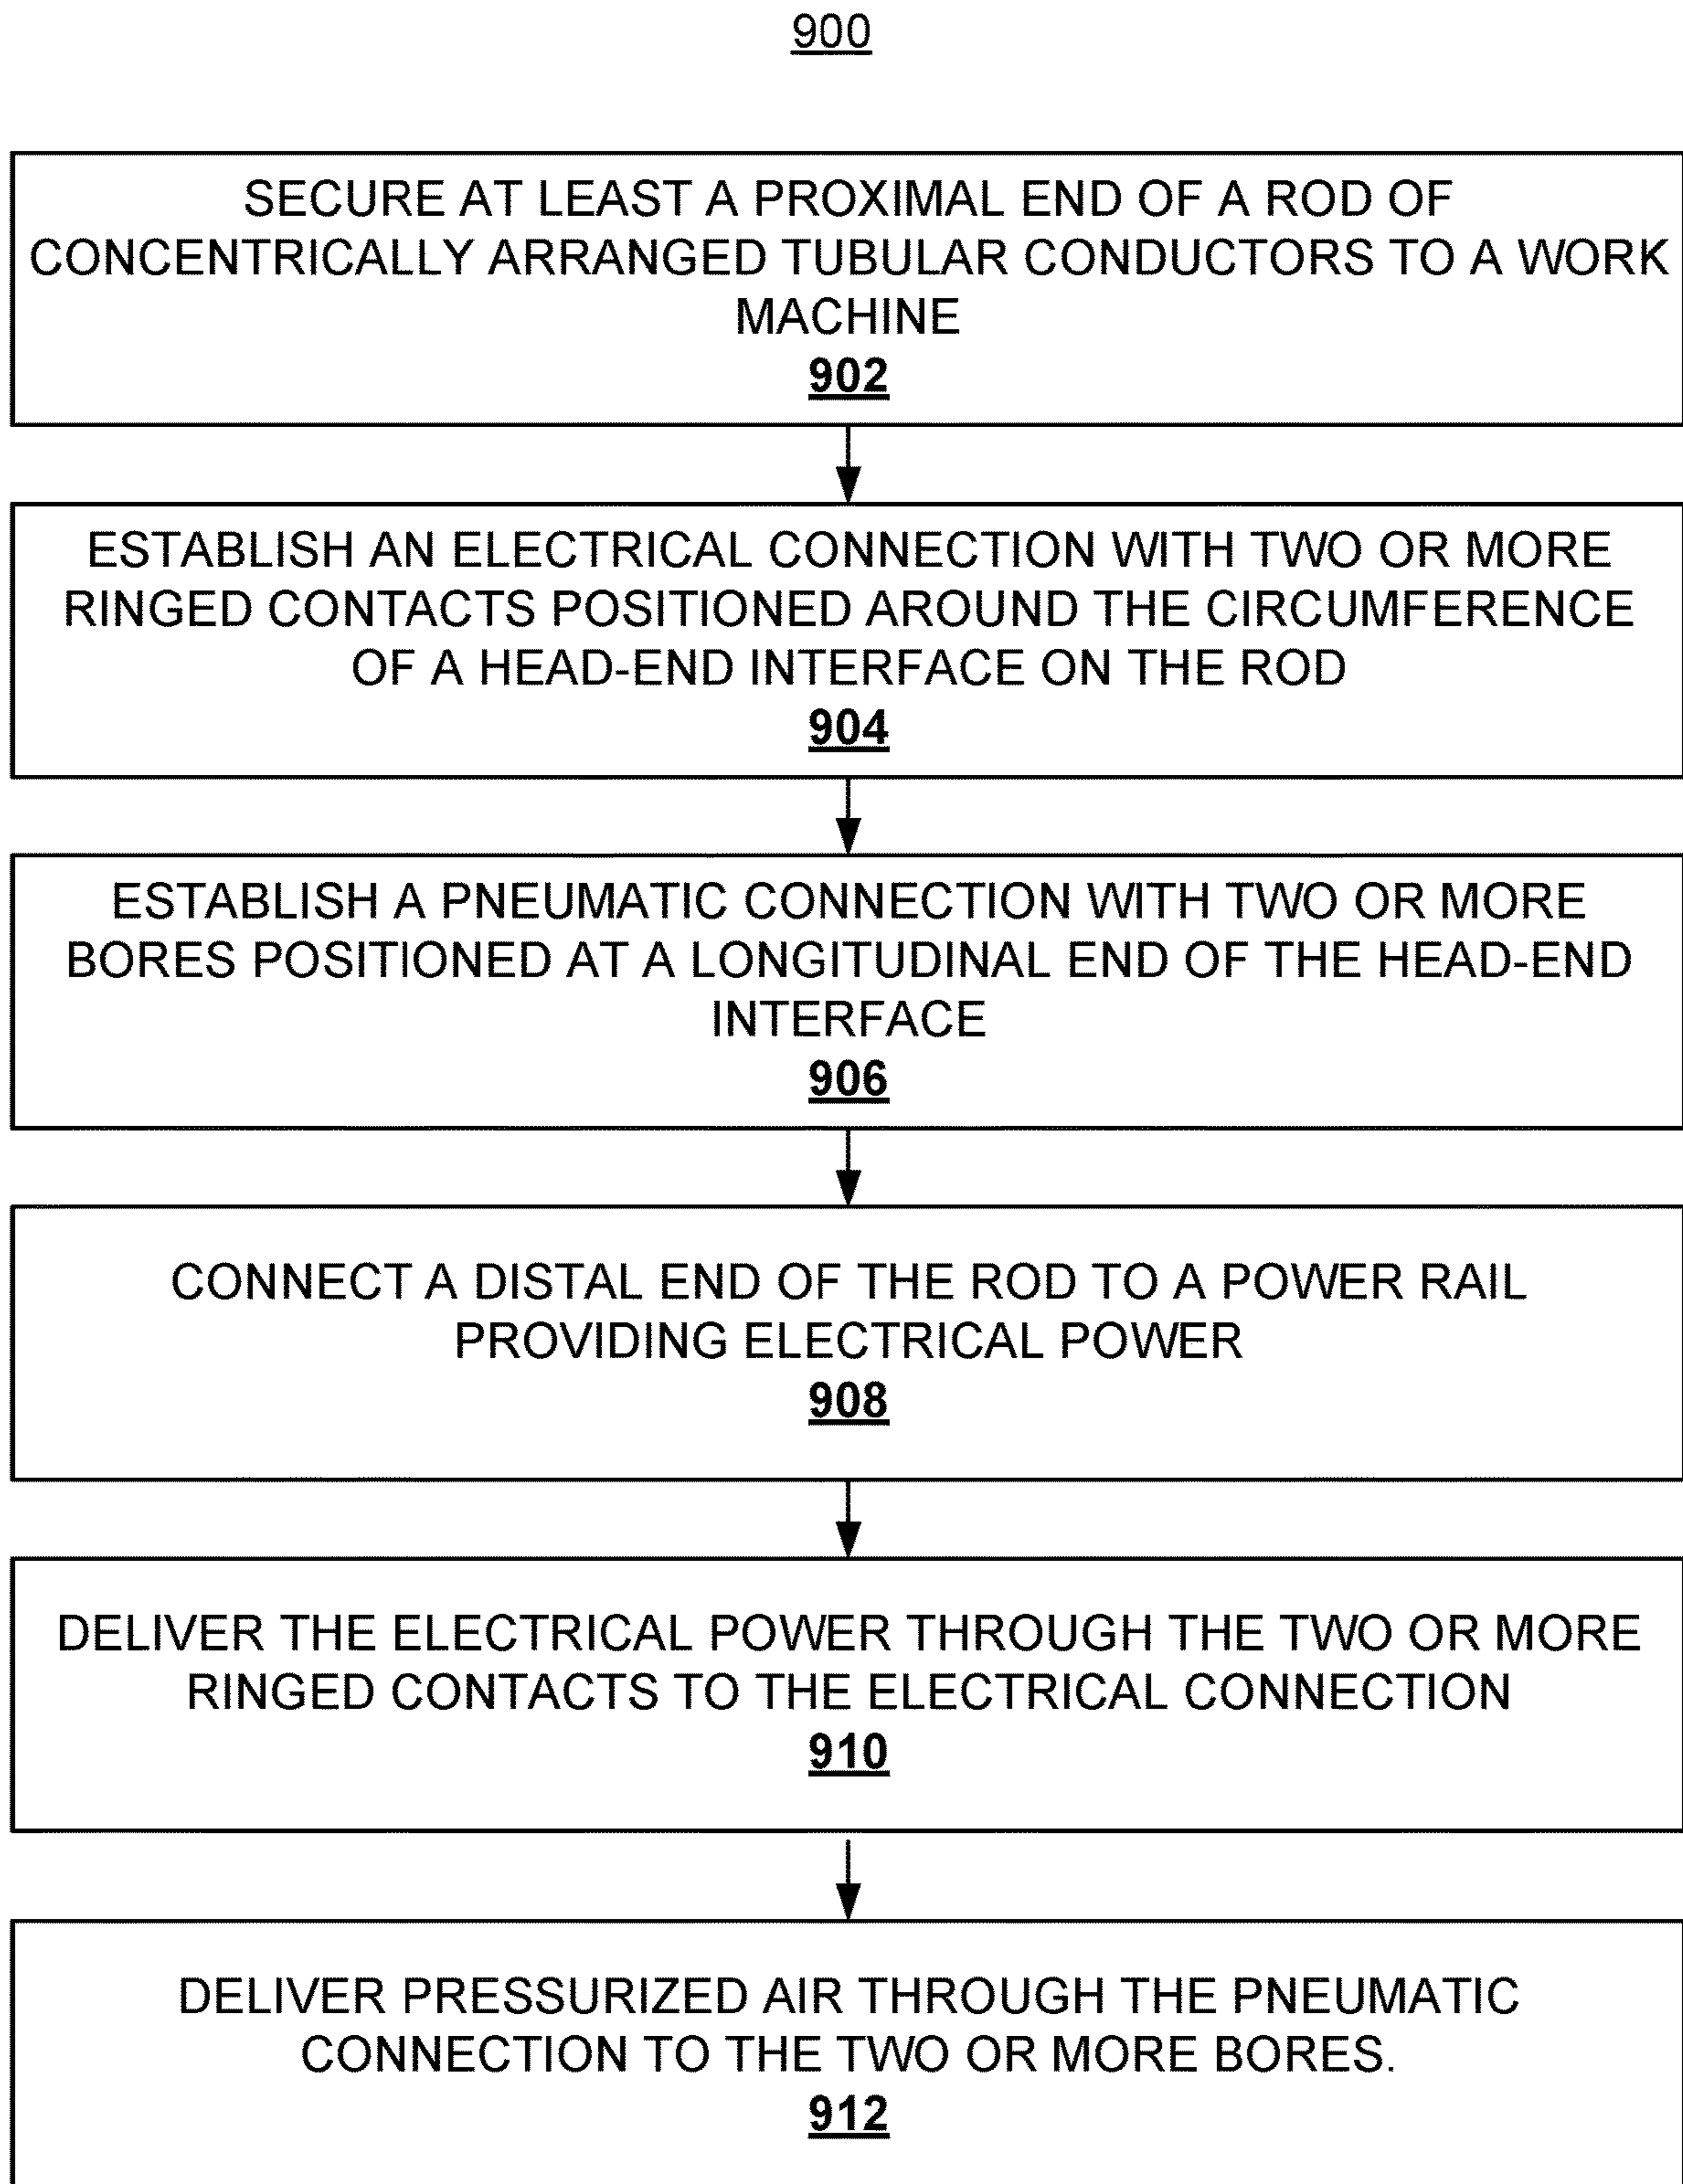 900
SECURE AT LEAST A PROXIMAL END OF A ROD OF
CONCENTRICALLY ARRANGED TUBULAR CONDUCTORS TO A WORK
MACHINE
902
ESTABLISH AN ELECTRICAL CONNECTION WITH TWO OR MORE
RINGED CONTACTS POSITIONED AROUND THE CIRCUMFERENCE
OF A HEAD-END INTERFACE ON THE ROD
904
ESTABLISH A PNEUMATIC CONNECTION WITH TWO OR MORE
BORES POSITIONED AT A LONGITUDINAL END OF THE HEAD-END
INTERFACE
906
CONNECT A DISTAL END OF THE ROD TO A POWER RAIL
PROVIDING ELECTRICAL POWER
908
DELIVER THE ELECTRICAL POWER THROUGH THE TWO OR MORE
RINGED CONTACTS TO THE ELECTRICAL CONNECTION
910
DELIVER PRESSURIZED AIR THROUGH THE PNEUMATIC
CONNECTION TO THE TWO OR MORE BORES.
912